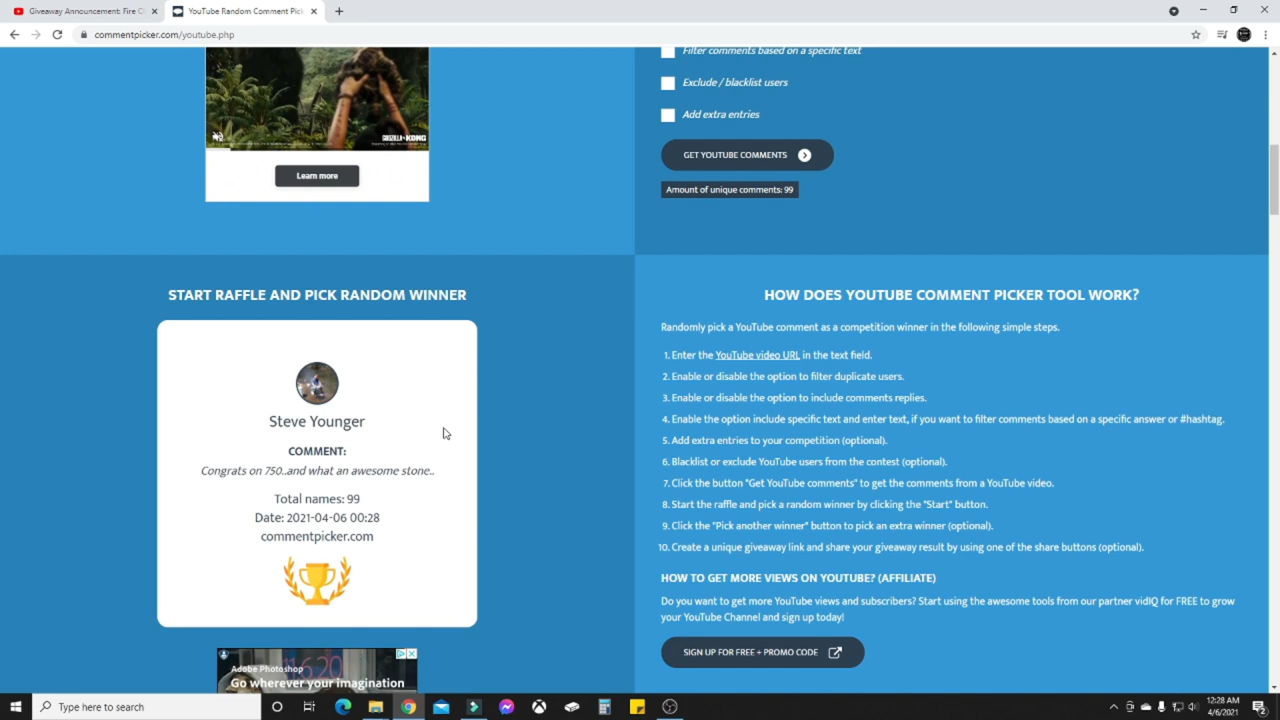 Giveaway Announcement: Fire O
YouTube Random Comment Pick
commentpicker.com/youtube.php
Filter comments based on a specific text
Exclude / blacklist users
Add extra entries
GODZILLA KONG
Learn more
GET YOUTUBE COMMENTS
Amount of unique comments: 99
START RAFFLE AND PICK RANDOM WINNER
Steve Younger
COMMENT:
Congrats on 750..and what an awesome stone..
Total names: 99
Date: 2021-04-06 00:28
commentpicker.com
HOW DOES YOUTUBE COMMENT PICKER TOOL WORK?
Randomly pick a YouTube comment as a competition winner in the following simple steps.
1. Enter the YouTube video URL in the text field.
2. Enable or disable the option to filter duplicate users.
3. Enable or disable the option to include comments replies.
4. Enable the option include specific text and enter text, if you want to filter comments based on a specific answer or #hashtag.
5. Add extra entries to your competition (optional).
6. Blacklist or exclude YouTube users from the contest (optional).
7. Click the button "Get YouTube comments" to get the comments from a YouTube video.
8. Start the raffle and pick a random winner by clicking the "Start" button.
9. Click the "Pick another winner" button to pick an extra winner (optional).
10. Create a unique giveaway link and share your giveaway result by using one of the share buttons (optional).
HOW TO GET MORE VIEWS ON YOUTUBE? (AFFILIATE)
Do you want to get more YouTube views and subscribers? Start using the awesome tools from our partner vidIQ for FREE to grow
your YouTube Channel and sign up today!
SIGN UP FOR FREE + PROMO CODE
16.20
Adobe Photoshop
Go wherever your imagination
Type here to search
12:28 AM
4/6/2021
2